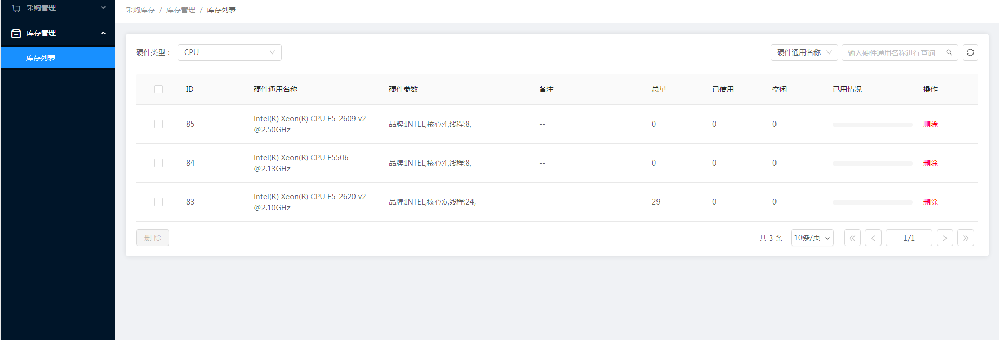 采购管理
库存管理
库存列表
采购库存 / 库存管理 / 库存列表
硬件类型： CPU 硬件通用名称 输入硬件通用名称进行查询
ID 硬件通用名称 硬件参数 备注 总量 已使用 空闲 已用情况 操作
Intel(R) Xeon(R) CPU E5-2609 v2
85 品牌:INTEL,核心:4,线程:8, -- 0 0 0 删除
@2.50GHz
Intel(R) Xeon(R) CPU E5506
84 品牌:INTEL,核心:4,线程:8, -- 0 0 0 删除
@2.13GHz
Intel(R) Xeon(R) CPU E5-2620 v2
83 品牌:INTEL,核心:6,线程:24, -- 29 0 0 删除
@2.10GHz
删 除 共 3 条 10条/页 « < 1/1 > »